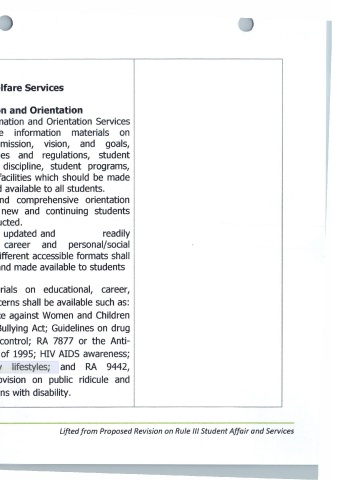 elfare Services
on and Orientation
mation and Orientation Services
e information materials on
mission, vision, and goals,
es and regulations, student
discipline, student programs,
facilities which should be made
d available to all students.
nd comprehensive orientation
new and continuing students
ucted.
updated and readily
career and personal/social
ifferent accessible formats shall
and made available to students
rials on educational, career,
cerns shall be available such as:
ce against Women and Children
Bullying Act; Guidelines on drug
control; RA 7877 or the Anti-
of 1995; HIV AIDS awareness;
y lifestyles; and RA 9442,
ovision on public ridicule and
ns with disability.
Lifted from Proposed Revision on Rule III Student Affair and Services